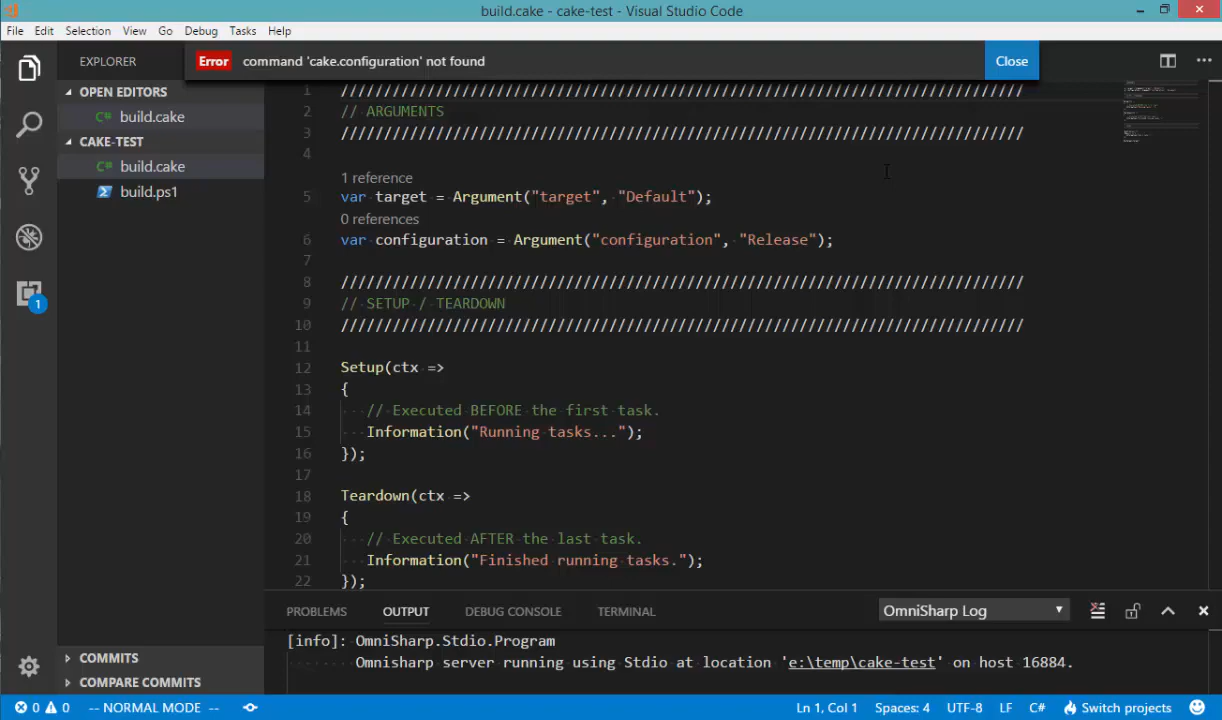 build.cake - cake-test - Visual Studio Code
File Edit Selection View Go Debug Tasks Help
EXPLORER
Error command 'cake.configuration' not found Close
OPEN EDITORS
C# build.cake
CAKE-TEST
C# build.cake
build.ps1
1
1 ////////////////////////////////////////////////////////////////////////////////
2 // ARGUMENTS
3 ////////////////////////////////////////////////////////////////////////////////
4
1 reference
5 var target = Argument("target", "Default");
0 references
6 var configuration = Argument("configuration", "Release");
7
8 ////////////////////////////////////////////////////////////////////////////////
9 // SETUP / TEARDOWN
10 ////////////////////////////////////////////////////////////////////////////////
11
12 Setup(ctx =>
13 {
14 // Executed BEFORE the first task.
15 Information("Running tasks...");
16 });
17
18 Teardown(ctx =>
19 {
20 // Executed AFTER the last task.
21 Information("Finished running tasks.");
22 });
PROBLEMS OUTPUT DEBUG CONSOLE TERMINAL OmniSharp Log
[info]: OmniSharp.Stdio.Program
Omnisharp server running using Stdio at location 'e:\temp\cake-test' on host 16884.
COMMITS
COMPARE COMMITS
0 0 -- NORMAL MODE -- Ln 1, Col 1 Spaces: 4 UTF-8 LF C# Switch projects